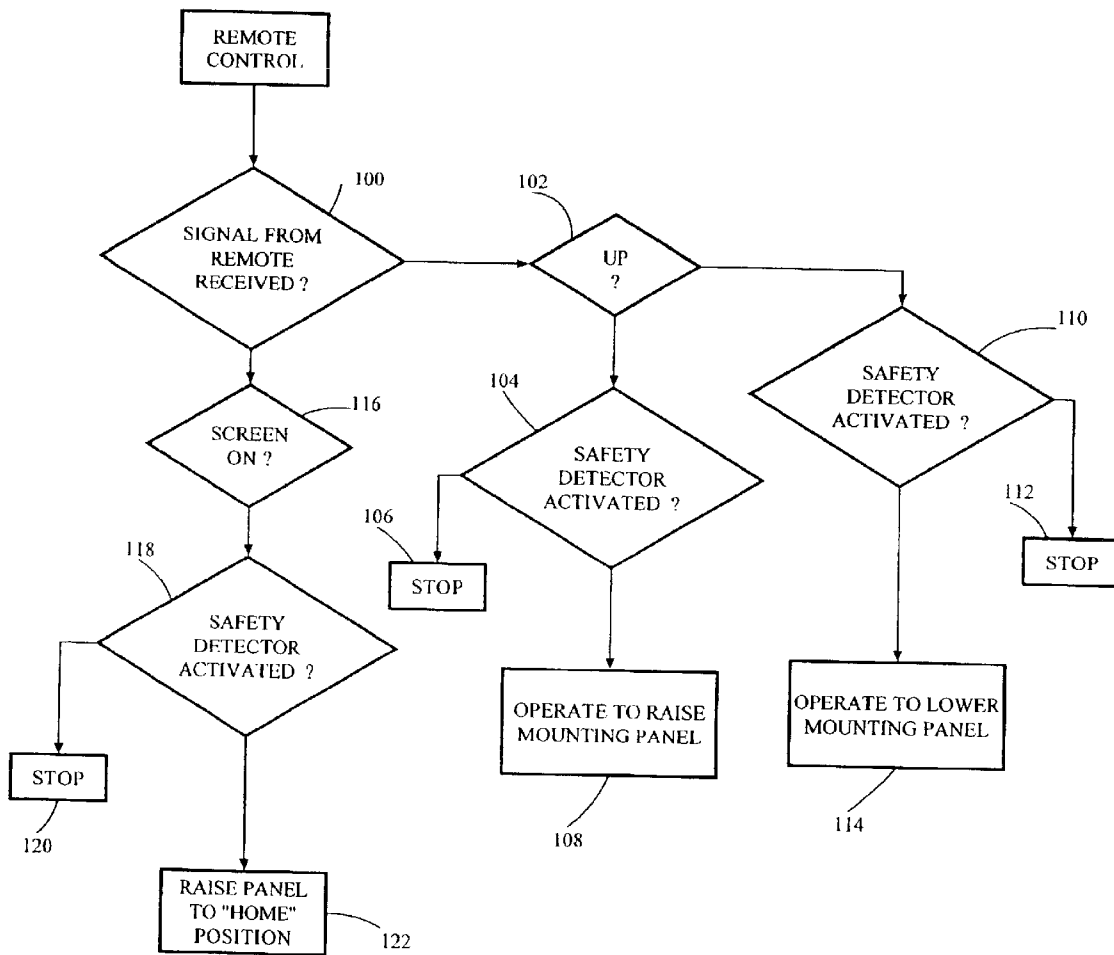 REMOTE
CONTROL
100
SIGNAL FROM
REMOTE
RECEIVED ?
102
UP
?
110
SAFETY
DETECTOR
ACTIVATED ?
116
SCREEN
ON ?
104
SAFETY
DETECTOR
ACTIVATED ?
106
STOP
112
STOP
118
SAFETY
DETECTOR
ACTIVATED ?
OPERATE TO RAISE
MOUNTING PANEL
108
OPERATE TO LOWER
MOUNTING PANEL
114
STOP
120
RAISE PANEL
TO "HOME"
POSITION
122